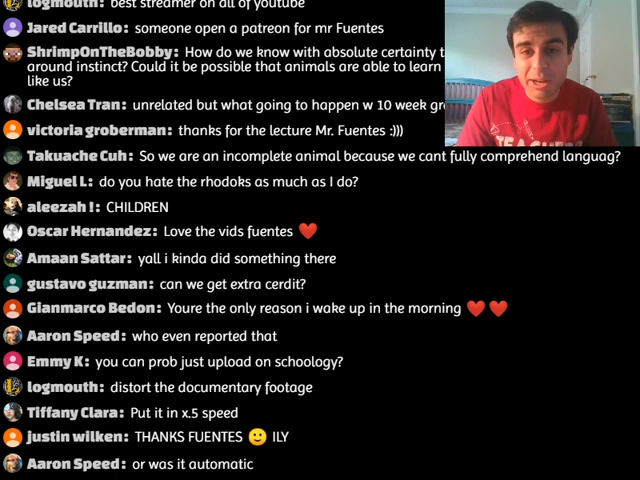 logmouth: best streamer on all of youtube
Jared Carrillo: someone open a patreon for mr Fuentes
ShrimpOnTheBobby: How do we know with absolute certainty t
around instinct? Could it be possible that animals are able to learn
like us?
Chelsea Tran: unrelated but what going to happen w 10 week gr
victoria groberman: thanks for the lecture Mr. Fuentes :)))
Takuache Cuh: So we are an incomplete animal because we cant fully comprehend languag?
Miguel L: do you hate the rhodoks as much as I do?
aleezah !: CHILDREN
Oscar Hernandez: Love the vids fuentes ❤️
Amaan Sattar: yall i kinda did something there
gustavo guzman: can we get extra cerdit?
Gianmarco Bedon: Youre the only reason i wake up in the morning ❤️ ❤️
Aaron Speed: who even reported that
Emmy K: you can prob just upload on schoology?
logmouth: distort the documentary footage
Tiffany Clara: Put it in x.5 speed
justin wilken: THANKS FUENTES 🙂 ILY
Aaron Speed: or was it automatic